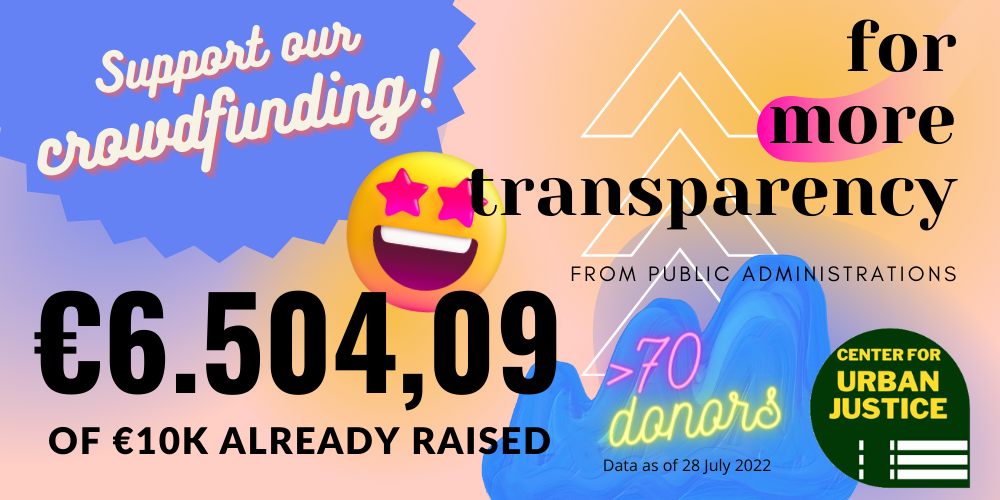 Support our
crowdfunding!
for
more
transparency
FROM PUBLIC ADMINISTRATIONS
€6.504,09
OF €10K ALREADY RAISED
>70
donors
Data as of 28 July 2022
CENTER FOR
URBAN
JUSTICE